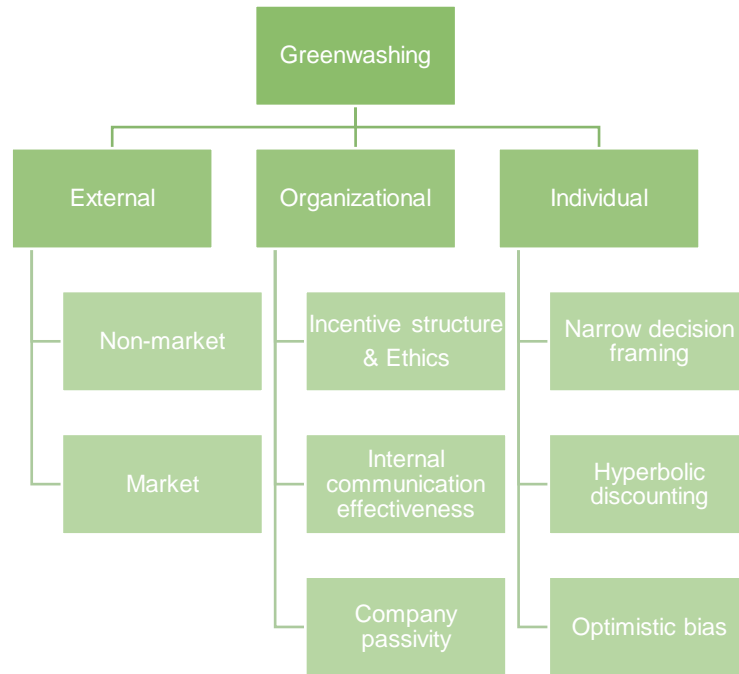 Greenwashing
External
Organizational
Individual
Non-market
Market
Incentive structure
& Ethics
Internal
communication
effectiveness
Company
passivity
Narrow decision
framing
Hyperbolic
discounting
Optimistic bias